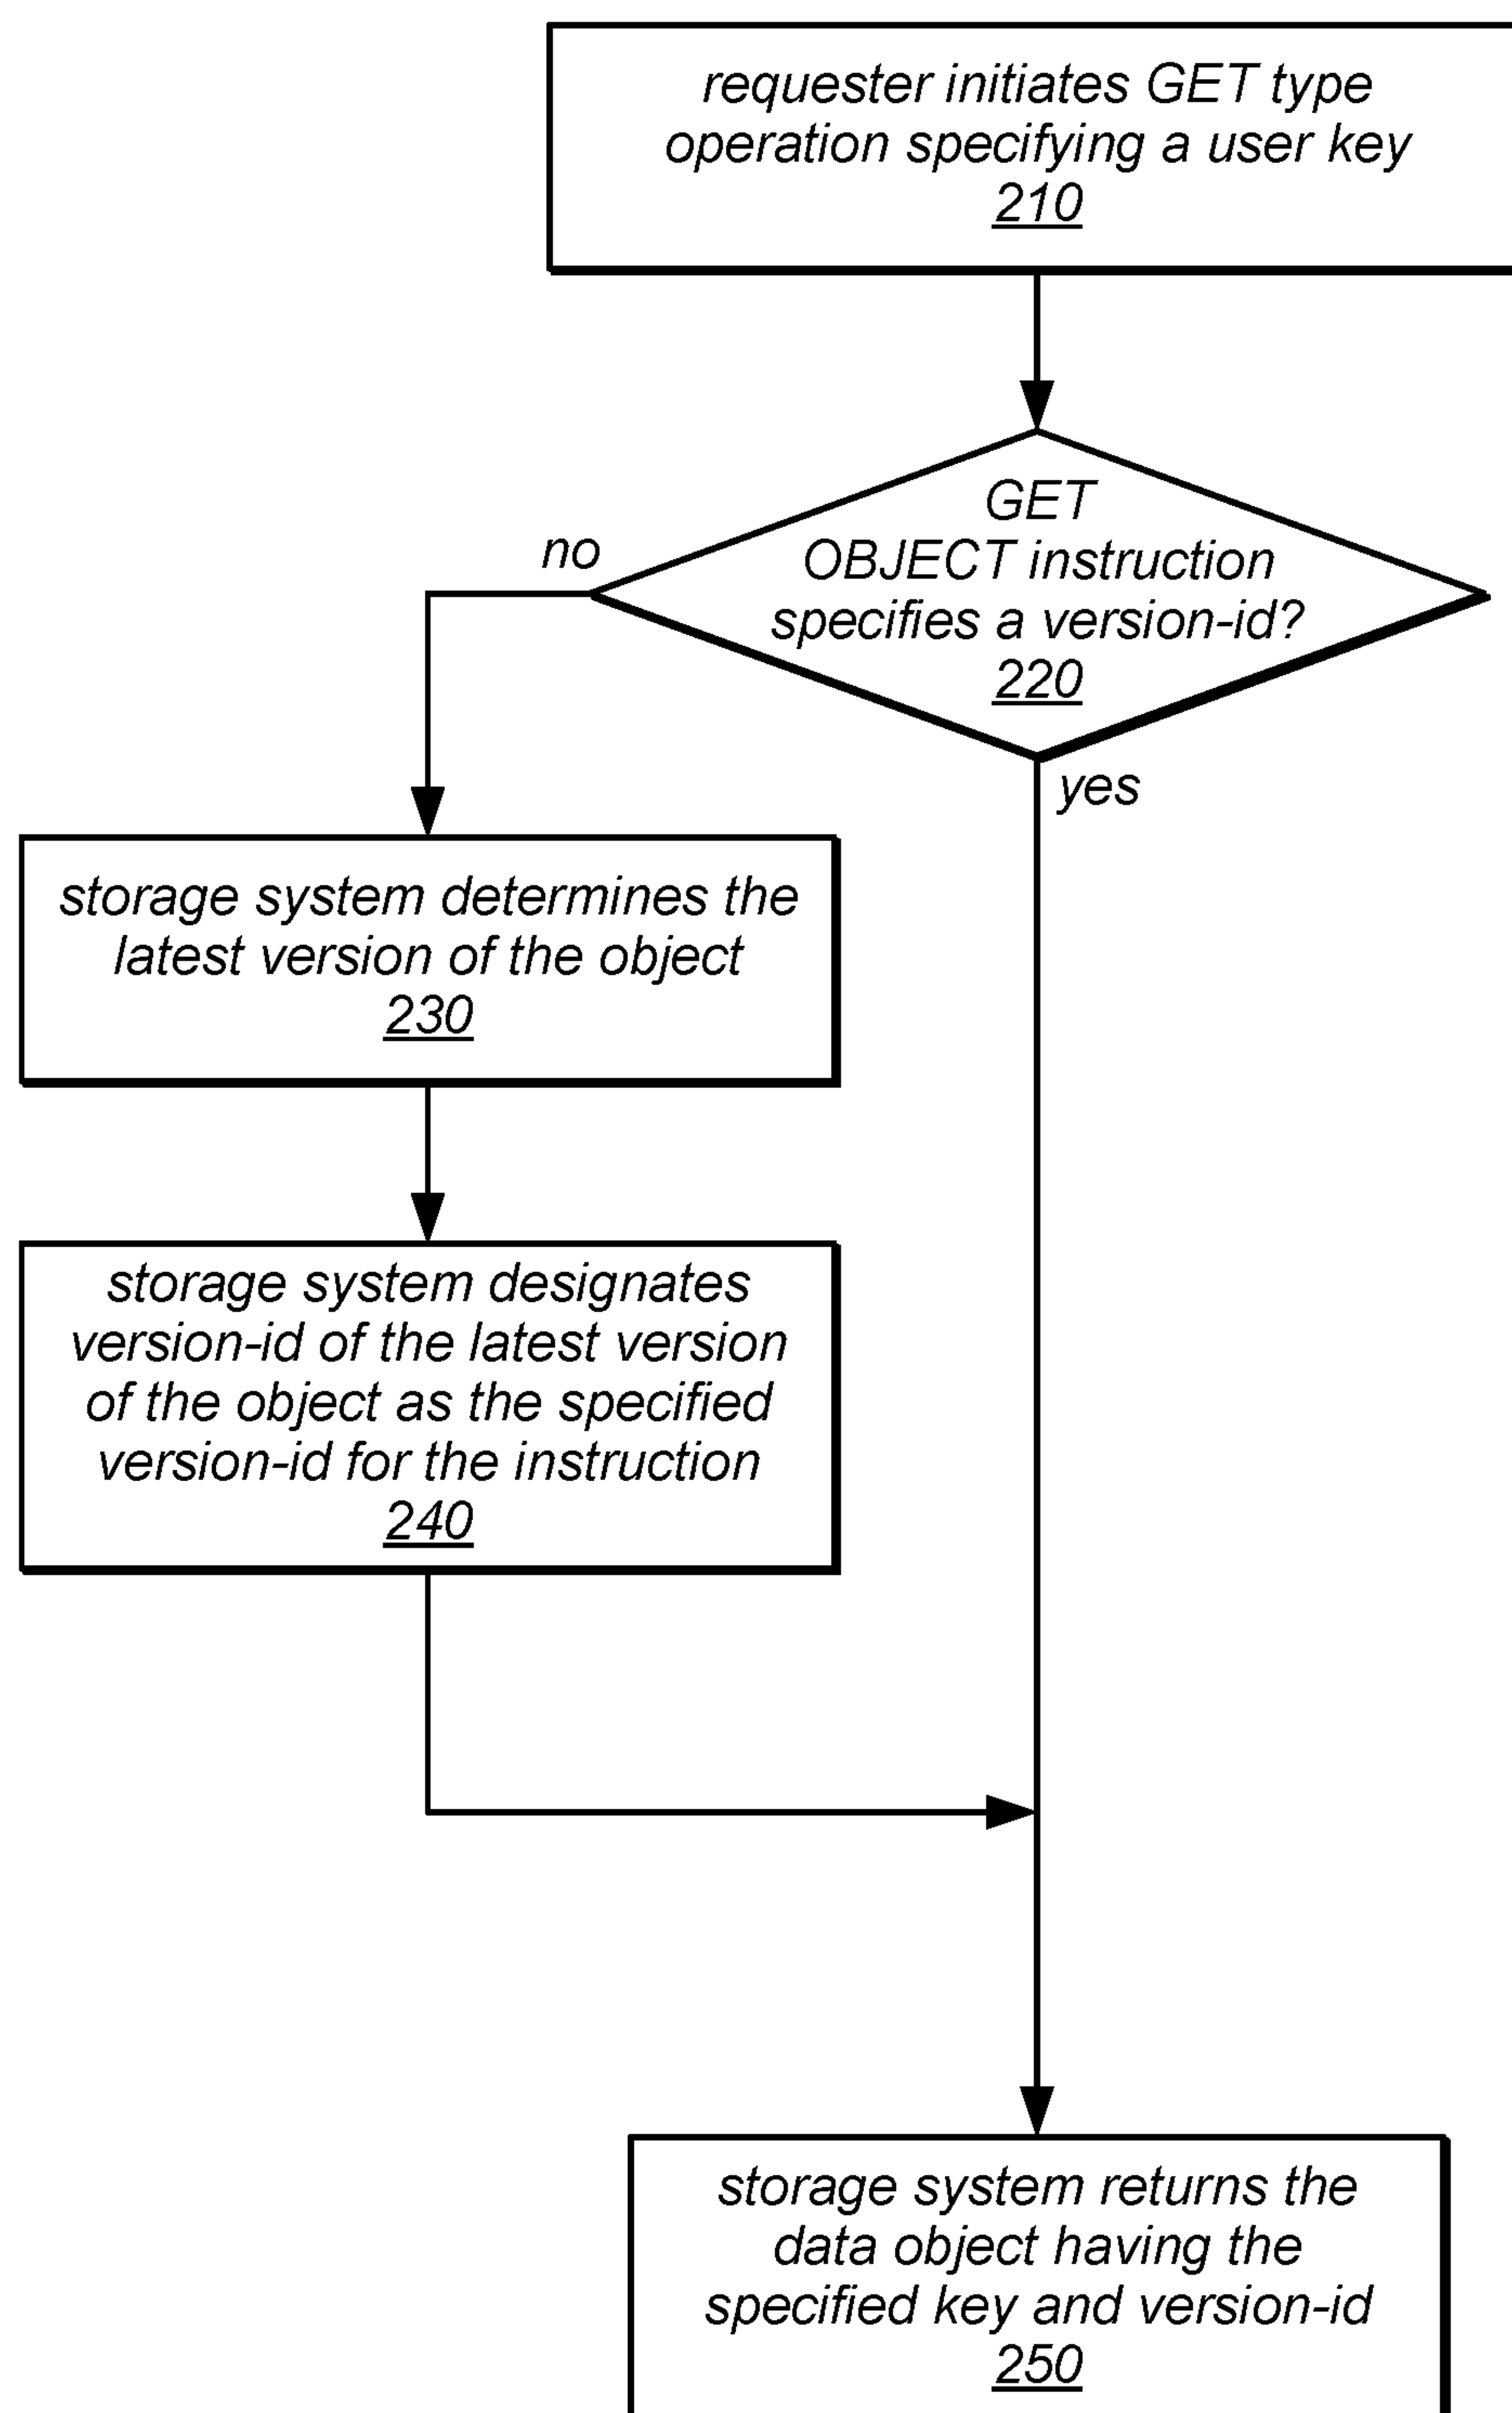 requester initiates GET type
operation specifying a user key
210
GET
OBJECT instruction
specifies a version-id?
220
no
yes
storage system determines the
latest version of the object
230
storage system designates
version-id of the latest version
of the object as the specified
version-id for the instruction
240
storage system returns the
data object having the
specified key and version-id
250